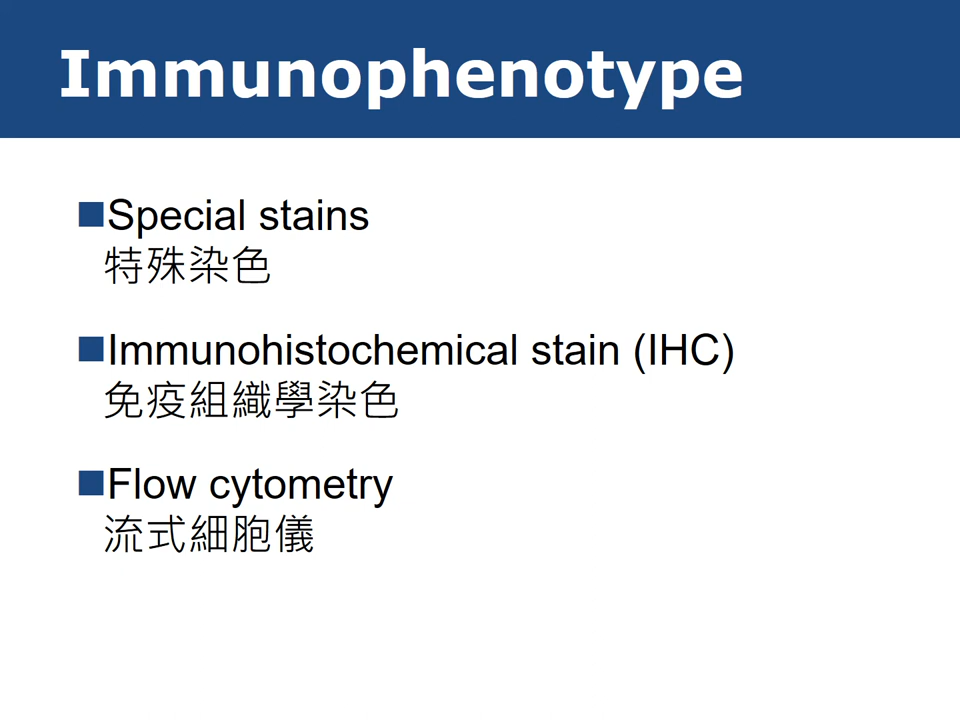 Immunophenotype
Special stains
特殊染色
Immunohistochemical stain (IHC)
免疫組織學染色
Flow cytometry
流式細胞儀